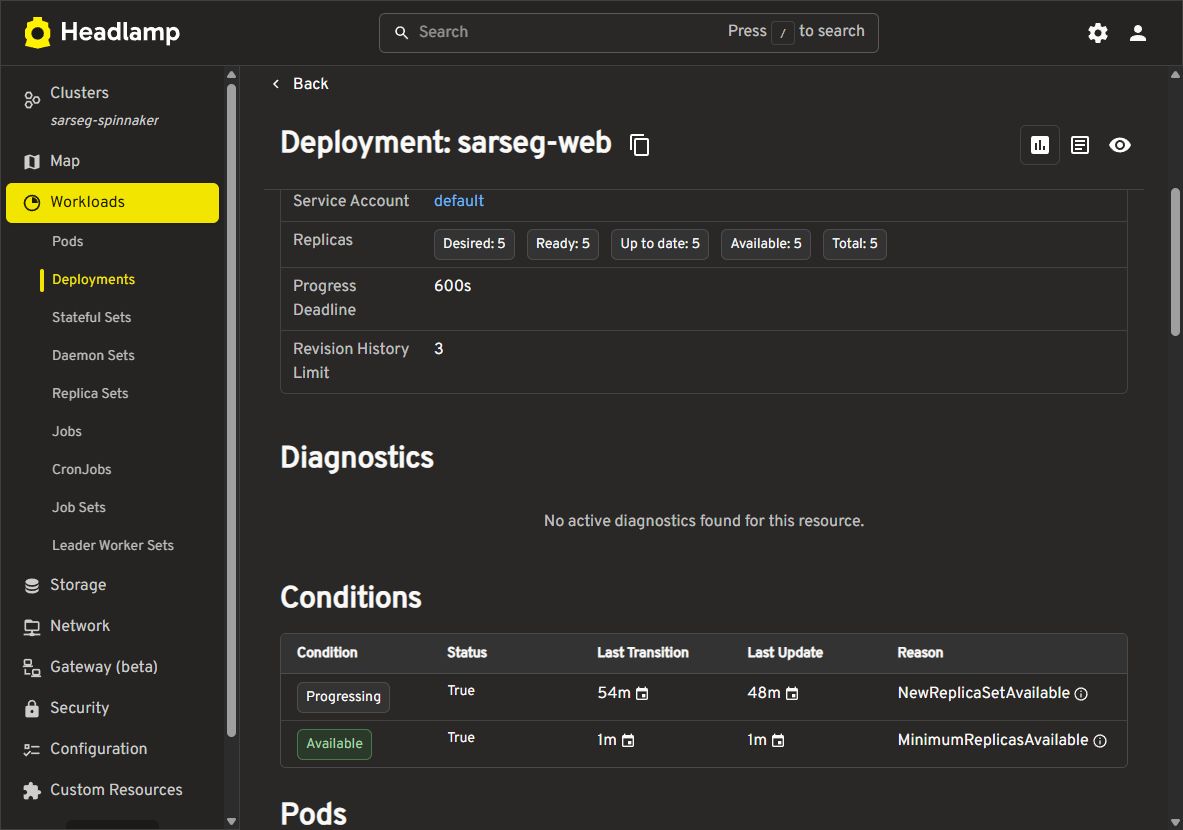 Headlamp
Search
Press / to search
Clusters
sarseg-spinnaker
Map
Workloads
Pods
Deployments
Stateful Sets
Daemon Sets
Replica Sets
Jobs
CronJobs
Job Sets
Leader Worker Sets
Storage
Network
Gateway (beta)
Security
Configuration
Custom Resources
Back
Deployment: sarseg-web
Service Account default
Replicas Desired: 5 Ready: 5 Up to date: 5 Available: 5 Total: 5
Progress
Deadline
600s
Revision History
Limit
3
Diagnostics
No active diagnostics found for this resource.
Conditions
Condition Status Last Transition Last Update Reason
Progressing True 54m 48m NewReplicaSetAvailable
Available True 1m 1m MinimumReplicasAvailable
Pods